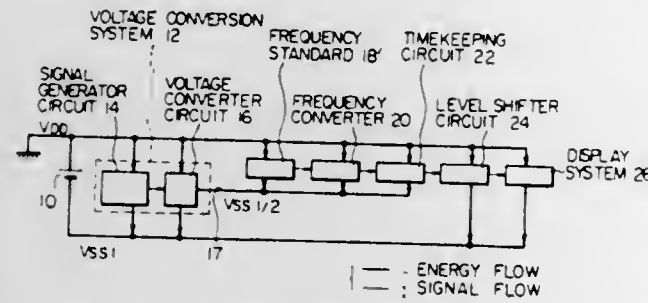 VOLTAGE CONVERSION
SYSTEM 12
FREQUENCY
STANDARD 18'
TIMEKEEPING
CIRCUIT 22
SIGNAL
GENERATOR
CIRCUIT 14
VOLTAGE
CONVERTER
CIRCUIT 16
FREQUENCY
CONVERTER 20
LEVEL SHIFTER
CIRCUIT 24
VDD
DISPLAY
SYSTEM 26
10
VSS 1/2
VSS 1
17
: ENERGY FLOW
: SIGNAL FLOW